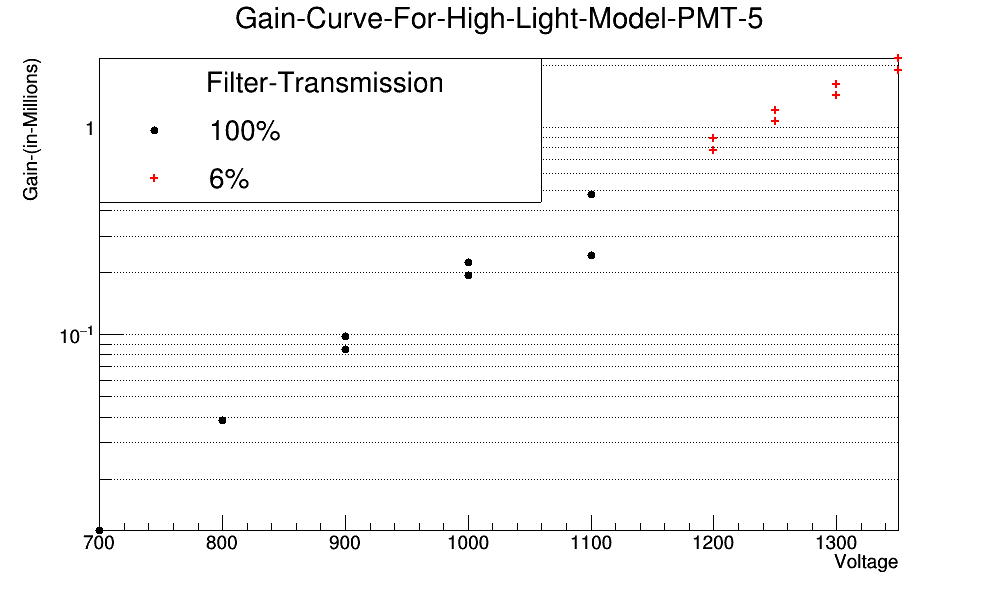 Gain-Curve-For-High-Light-Model-PMT-5
Gain-(in-Millions)
Filter-Transmission
100%
6%
1
10⁻¹
700 800 900 1000 1100 1200 1300
Voltage